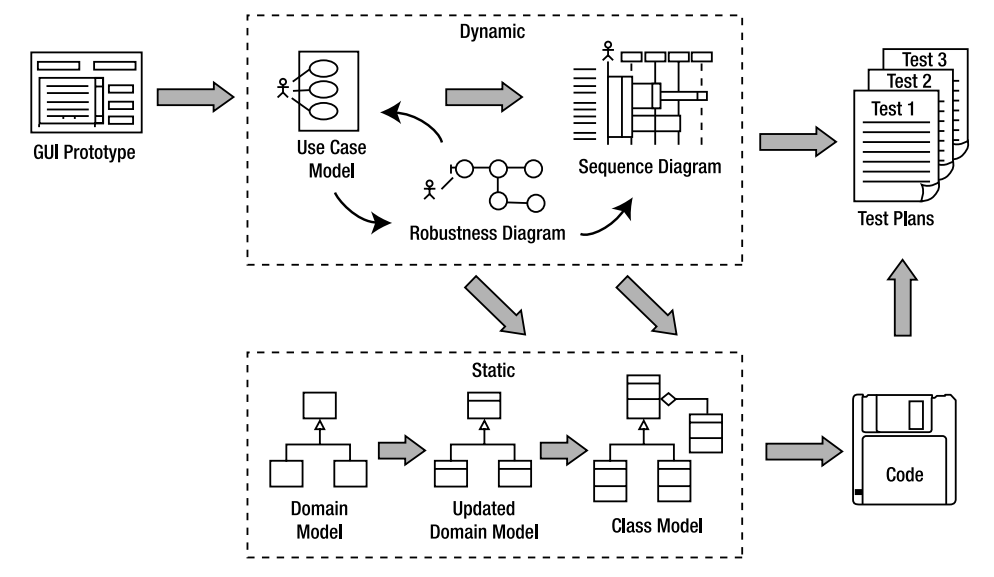 Dynamic
GUI Prototype
Use Case
Model
Sequence Diagram
Robustness Diagram
Test 3
Test 2
Test 1
Test Plans
Static
Domain
Model
Updated
Domain Model
Class Model
Code